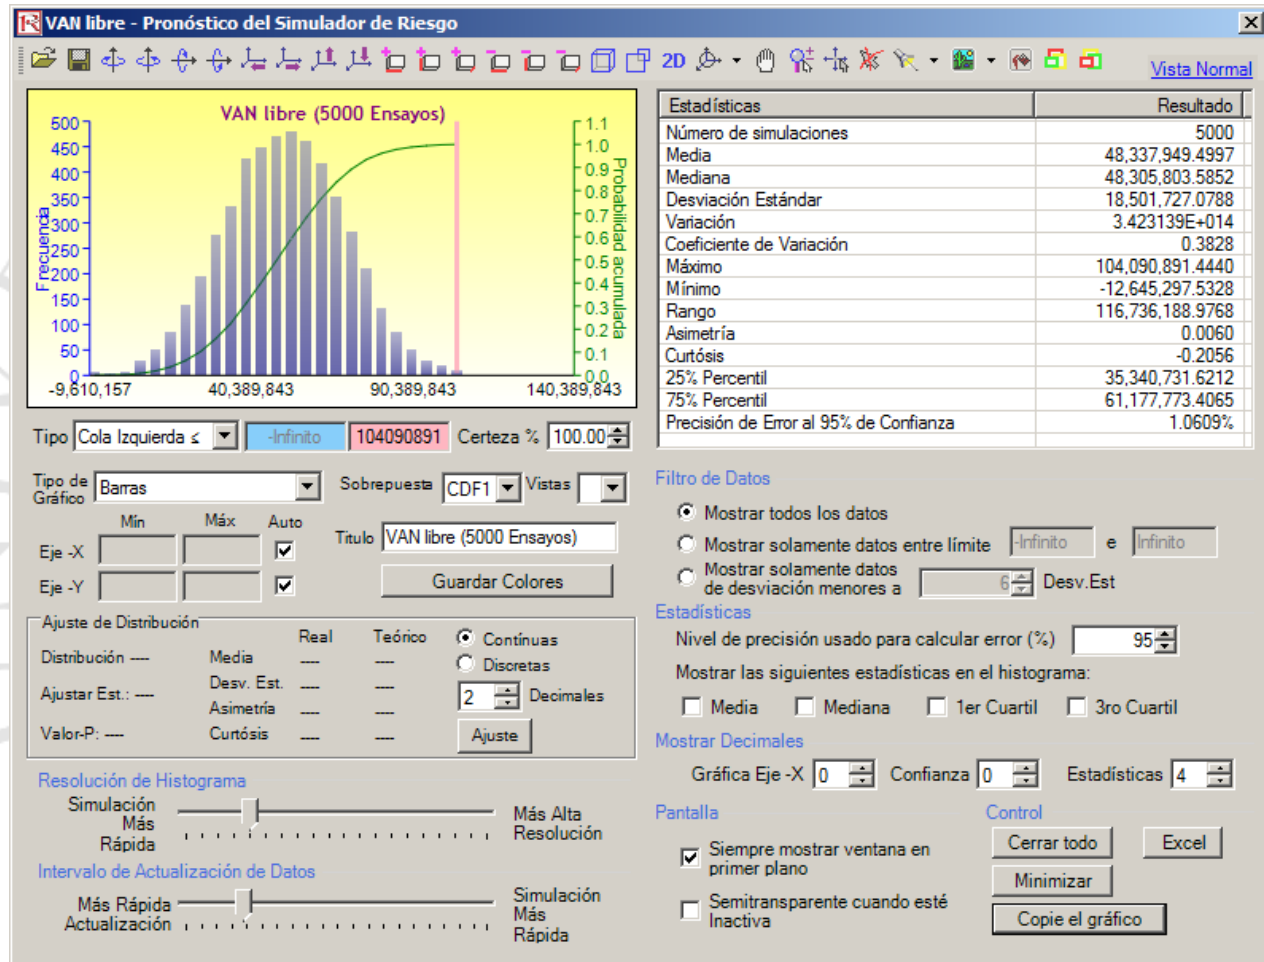 VAN libre - Pronóstico del Simulador de Riesgo
2D
Vista Normal
VAN libre (5000 Ensayos)
Frecuencia
500
450
400
350
300
250
200
150
100
50
0
1.1
1.0
0.9
0.8
0.7
0.6
0.5
0.4
0.3
0.2
0.1
0.0
Probabilidad acumulada
-9,610,157 40,389,843 90,389,843 140,389,843
Tipo Cola Izquierda ≤ -Infinito 104090891 Certeza % 100.00
Tipo de Gráfico Barras Sobrepuesta CDF1 Vistas
Mín Máx Auto
Eje -X
Eje -Y
Titulo VAN libre (5000 Ensayos)
Guardar Colores
Ajuste de Distribución
Real Teórico
Distribución ---- Media ---- ----
Ajustar Est.: ---- Desv. Est. ---- ----
Asimetría ---- ----
Valor-P: ---- Curtósis ---- ----
Contínuas
Discretas
2 Decimales
Ajuste
Resolución de Histograma
Simulación Más Rápida
Más Alta Resolución
Intervalo de Actualización de Datos
Más Rápida Actualización
Simulación Más Rápida
Estadísticas Resultado
Número de simulaciones 5000
Media 48,337,949.4997
Mediana 48,305,803.5852
Desviación Estándar 18,501,727.0788
Variación 3.423139E+014
Coeficiente de Variación 0.3828
Máximo 104,090,891.4440
Mínimo -12,645,297.5328
Rango 116,736,188.9768
Asimetría 0.0060
Curtósis -0.2056
25% Percentil 35,340,731.6212
75% Percentil 61,177,773.4065
Precisión de Error al 95% de Confianza 1.0609%
Filtro de Datos
Mostrar todos los datos
Mostrar solamente datos entre límite -Infinito e Infinito
Mostrar solamente datos
de desviación menores a 6 Desv.Est
Estadísticas
Nivel de precisión usado para calcular error (%) 95
Mostrar las siguientes estadísticas en el histograma:
Media Mediana 1er Cuartil 3ro Cuartil
Mostrar Decimales
Gráfica Eje -X 0 Confianza 0 Estadísticas 4
Pantalla
Siempre mostrar ventana en
primer plano
Semitransparente cuando esté
Inactiva
Control
Cerrar todo Excel
Minimizar
Copie el gráfico